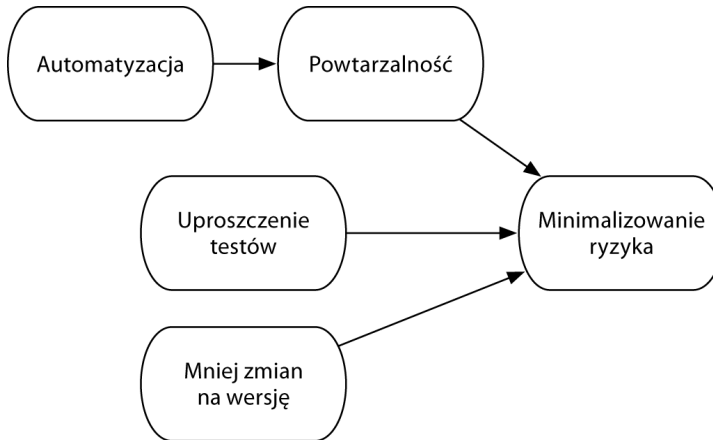 Automatyzacja
Powtarzalność
Uproszczenie
testów
Minimalizowanie
ryzyka
Mniej zmian
na wersję